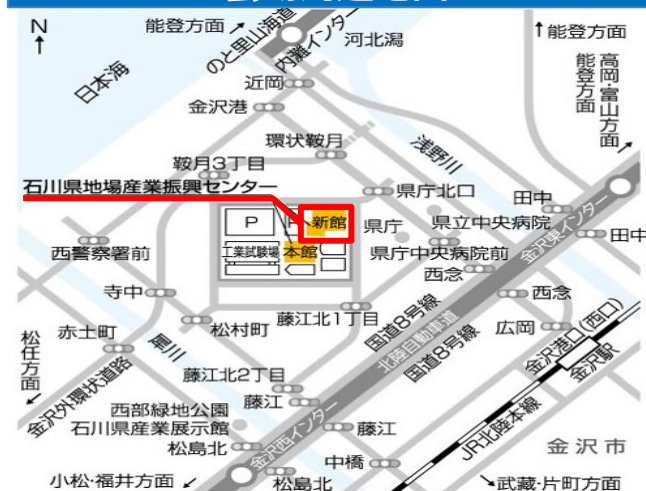 N
能登方面
のと里山海道
内灘インター
河北潟
能登方面
高岡・富山方面
能登方面
日本海
近岡
金沢港
環状鞍月
浅野川
鞍月3丁目
石川県地場産業振興センター
県庁北口
田中
P
P
新館
県庁
県立中央病院
金沢東インター
田中
西警察署前
工業試験場
本館
県庁中央病院前
西念
寺中
西念
藤江北1丁目
国道8号線
北陸自動車道
広岡
金沢港口(西口)
赤土町
松村町
犀川
国道8号線
金沢駅
松任方面
藤江北2丁目
金沢外環状道路
藤江
JR北陸本線
西部緑地公園
石川県産業展示館
藤江
松島北
金沢西インター
中橋
金沢市
小松・福井方面
松島北
武蔵・片町方面